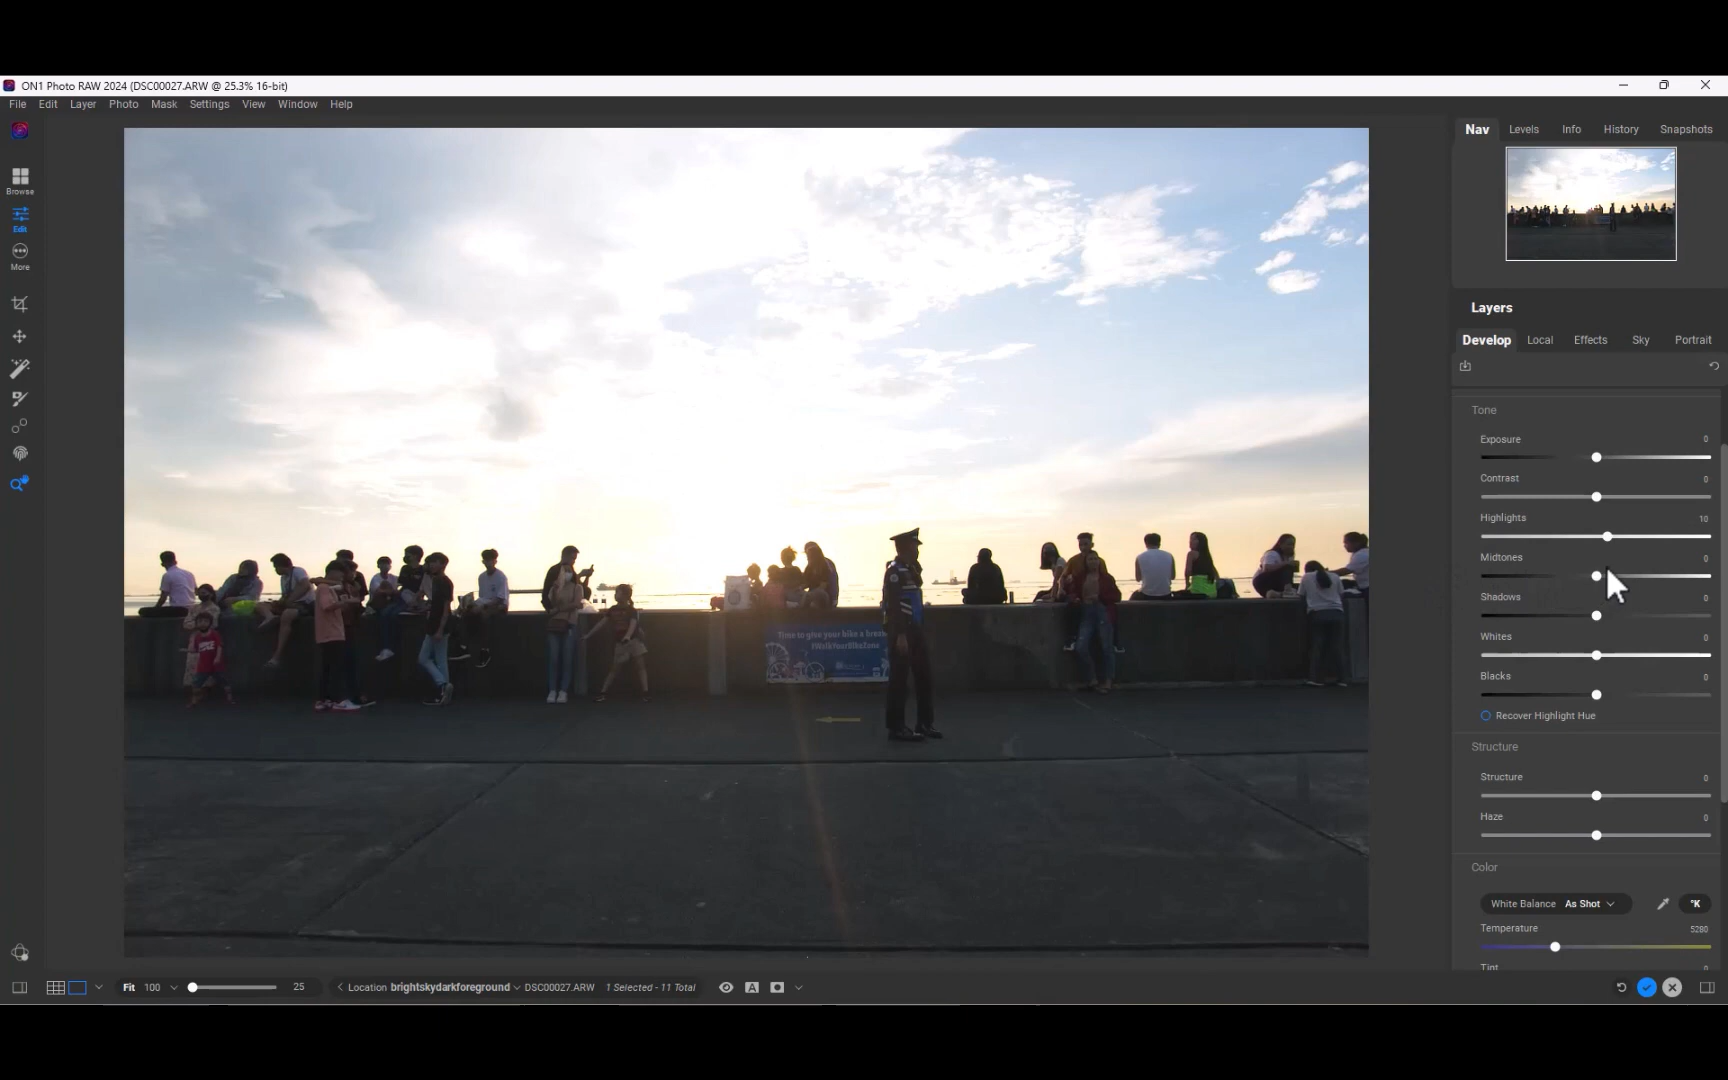 ON1 Photo RAW 2024 (DSC00027.ARW @ 25.3% 16-bit)
File Edit Layer Photo Mask Settings View Window Help
Browse
Edit
More
Nav Levels Info History Snapshots
Layers
Develop Local Effects Sky Portrait
Tone
Exposure 0
Contrast 0
Highlights 10
Midtones 0
Shadows 0
Whites 0
Blacks 0
Recover Highlight Hue
Structure
Structure 0
Haze 0
Color
White Balance As Shot °K
Temperature 5280
Tint 0
Time to give your bike a break
#WalkYourBikeZone
Fit 100 25 Location brightskydarkforeground DSC00027.ARW 1 Selected - 11 Total A